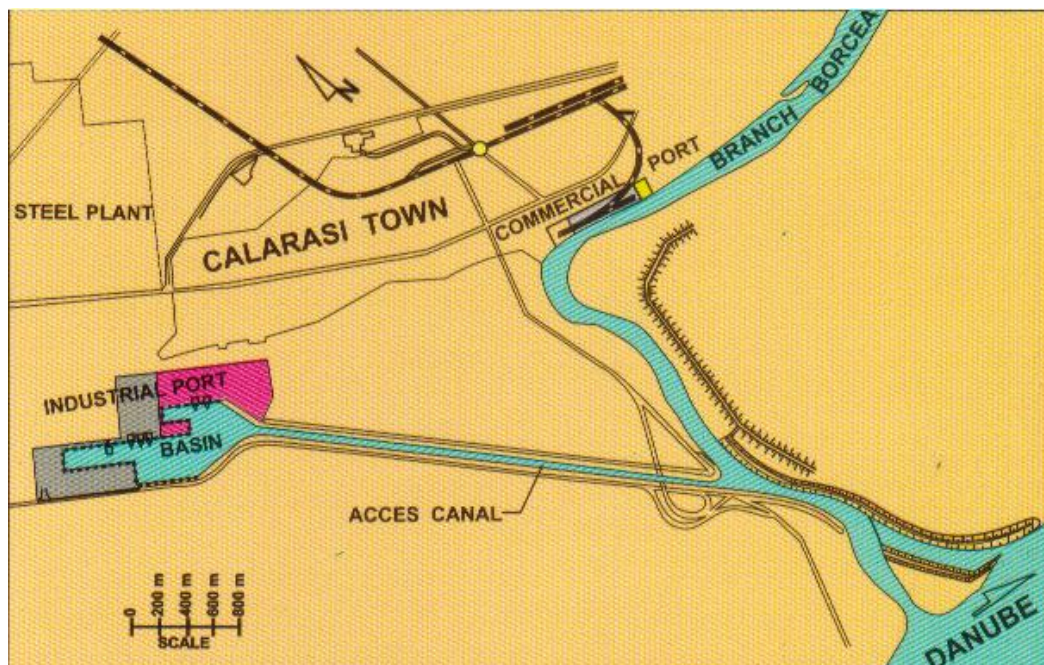 N
BRANCH BORCEA
COMMERCIAL PORT
STEEL PLANT
CALARASI TOWN
INDUSTRIAL PORT
BASIN
ACCES CANAL
0
200 m
400 m
600 m
800 m
SCALE
DANUBE